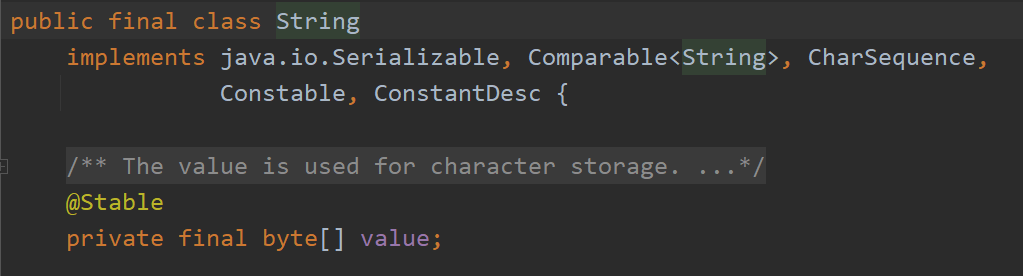 public final class String
implements java.io.Serializable, Comparable<String>, CharSequence,
Constable, ConstantDesc {
/** The value is used for character storage. ...*/
@Stable
private final byte[] value;